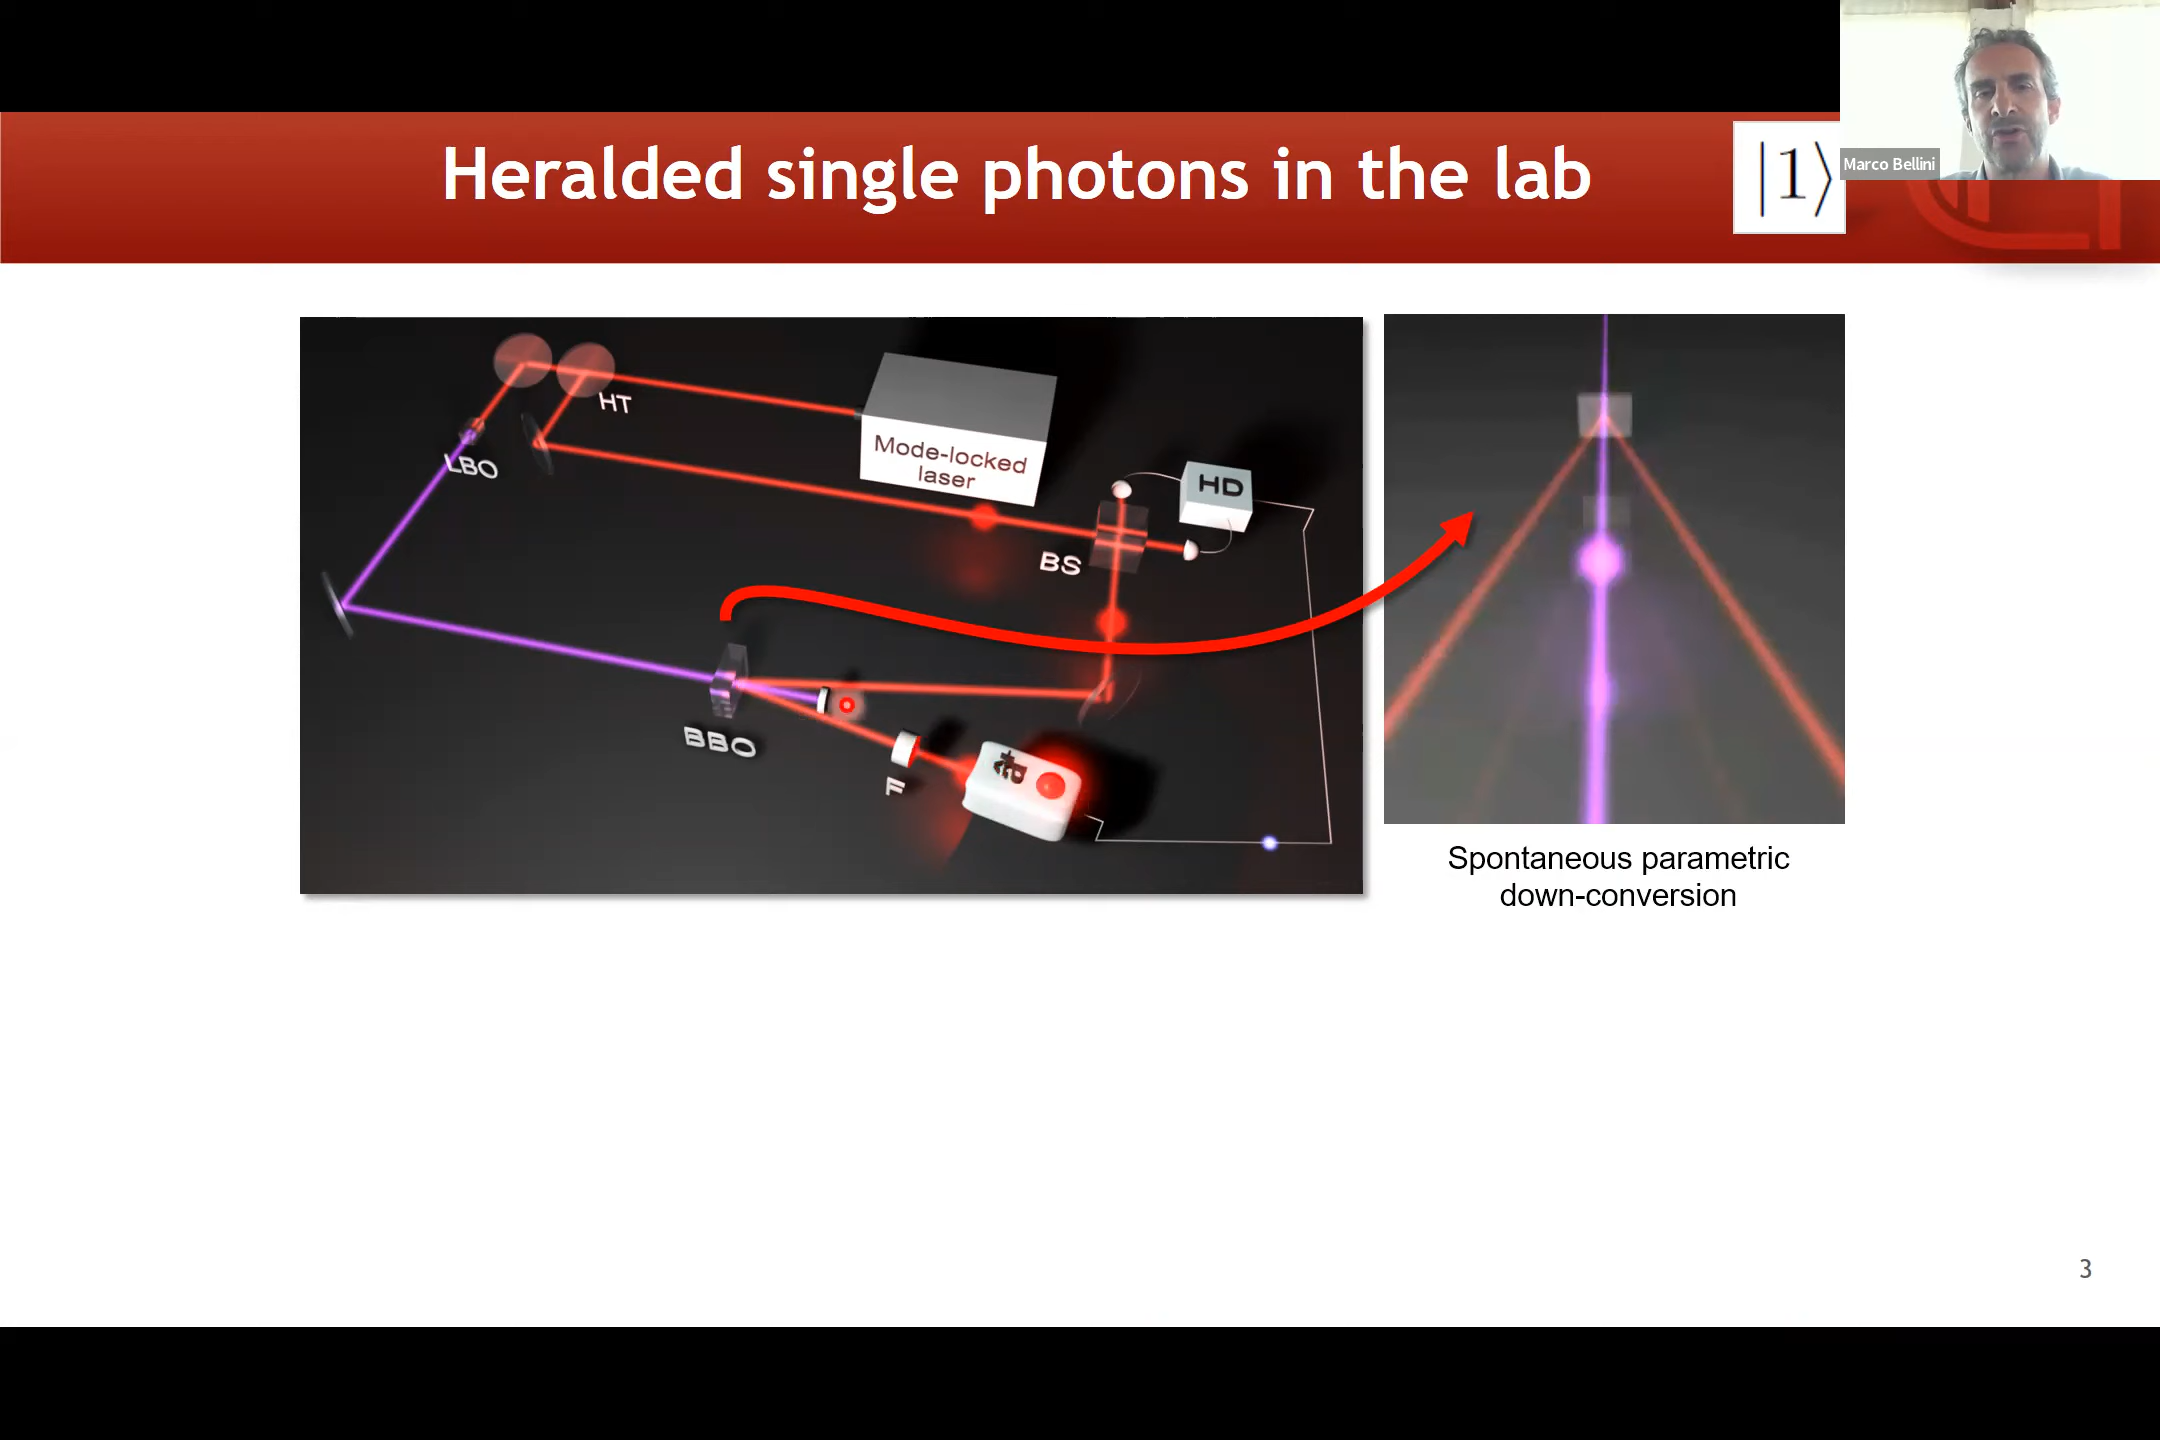 Heralded single photons in the lab
|1⟩
Marco Bellini
HT
Mode-locked
laser
LBO
HD
BS
BBO
F
Spontaneous parametric
down-conversion
3